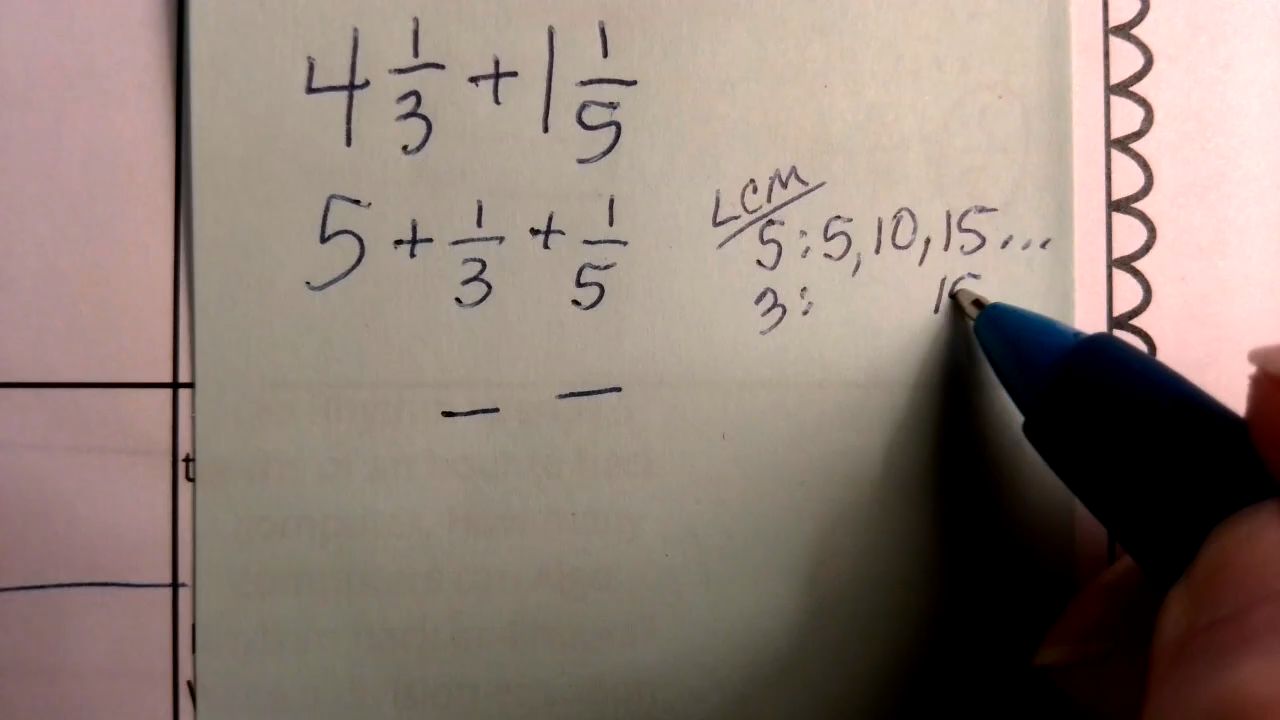 4 1/3 + 1 1/5
5 + 1/3 + 1/5
LCM
5: 5, 10, 15...
3: 15